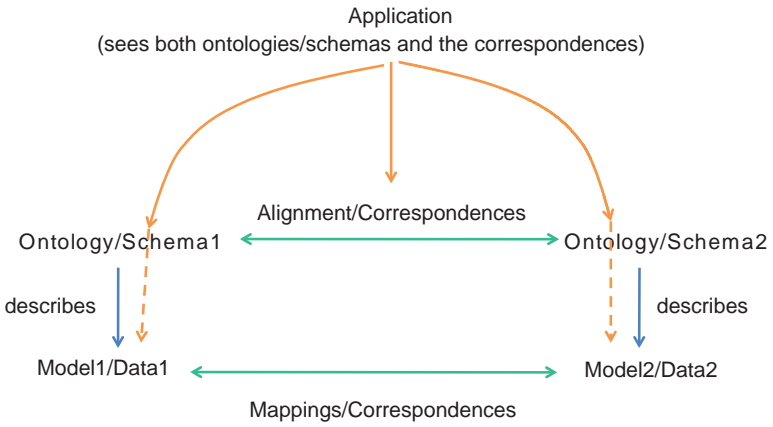 Application
(sees both ontologies/schemas and the correspondences)
Alignment/Correspondences
Ontology/Schema1
Ontology/Schema2
describes
describes
Model1/Data1
Model2/Data2
Mappings/Correspondences